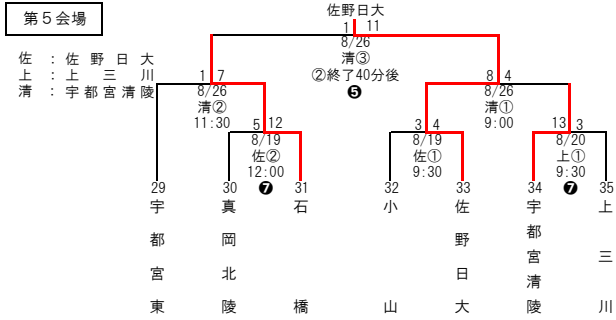 第５会場
佐野日大
佐 : 佐野日大
上 : 上三川
清 : 宇都宮清陵
1 11
8/26
清③
②終了40分後
❺
1 7
8/26
清②
11:30
8 4
8/26
清①
9:00
5 12
8/19
佐②
12:00
❼
3 4
8/19
佐①
9:30
13 3
8/20
上①
9:30
❼
29 30 31 32 33 34 35
宇都宮東
真岡北陵
石橋
小山
佐野日大
宇都宮清陵
上三川